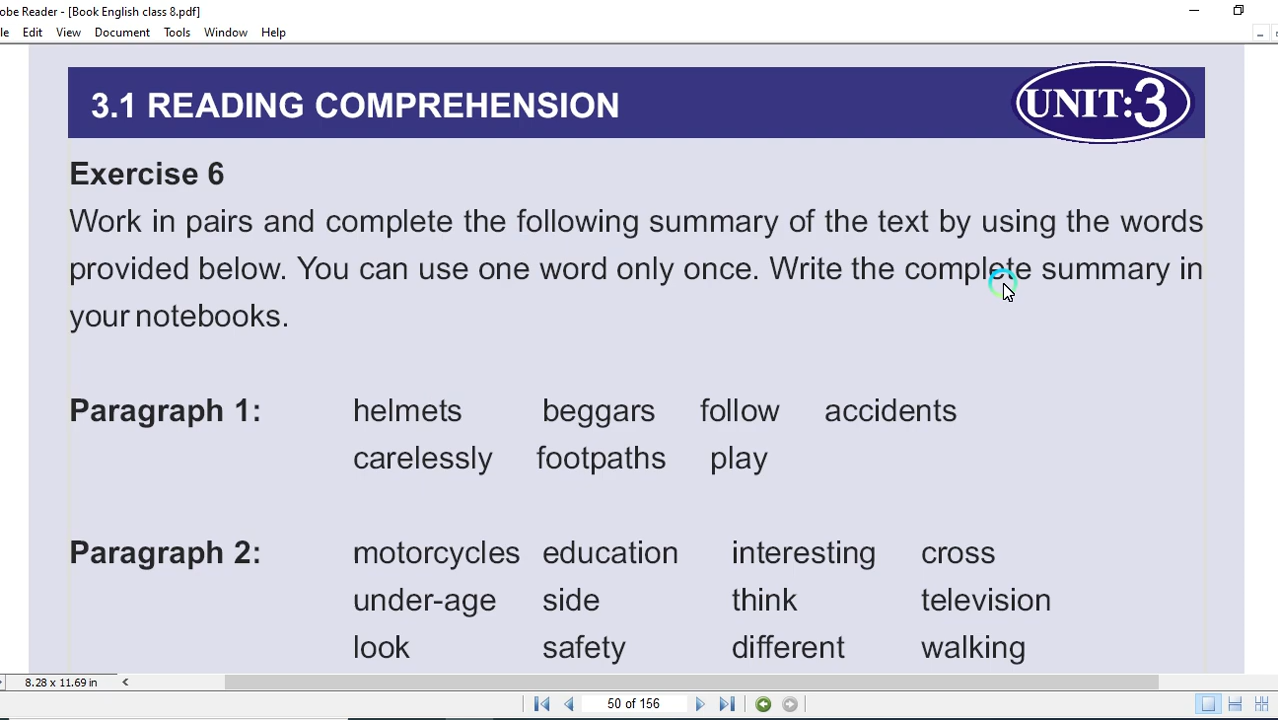 obe Reader - [Book English class 8.pdf]
le Edit View Document Tools Window Help
3.1 READING COMPREHENSION
UNIT:3
Exercise 6
Work in pairs and complete the following summary of the text by using the words
provided below. You can use one word only once. Write the complete summary in
your notebooks.
Paragraph 1: helmets beggars follow accidents
carelessly footpaths play
Paragraph 2: motorcycles education interesting cross
under-age side think television
look safety different walking
8.28 x 11.69 in
50 of 156